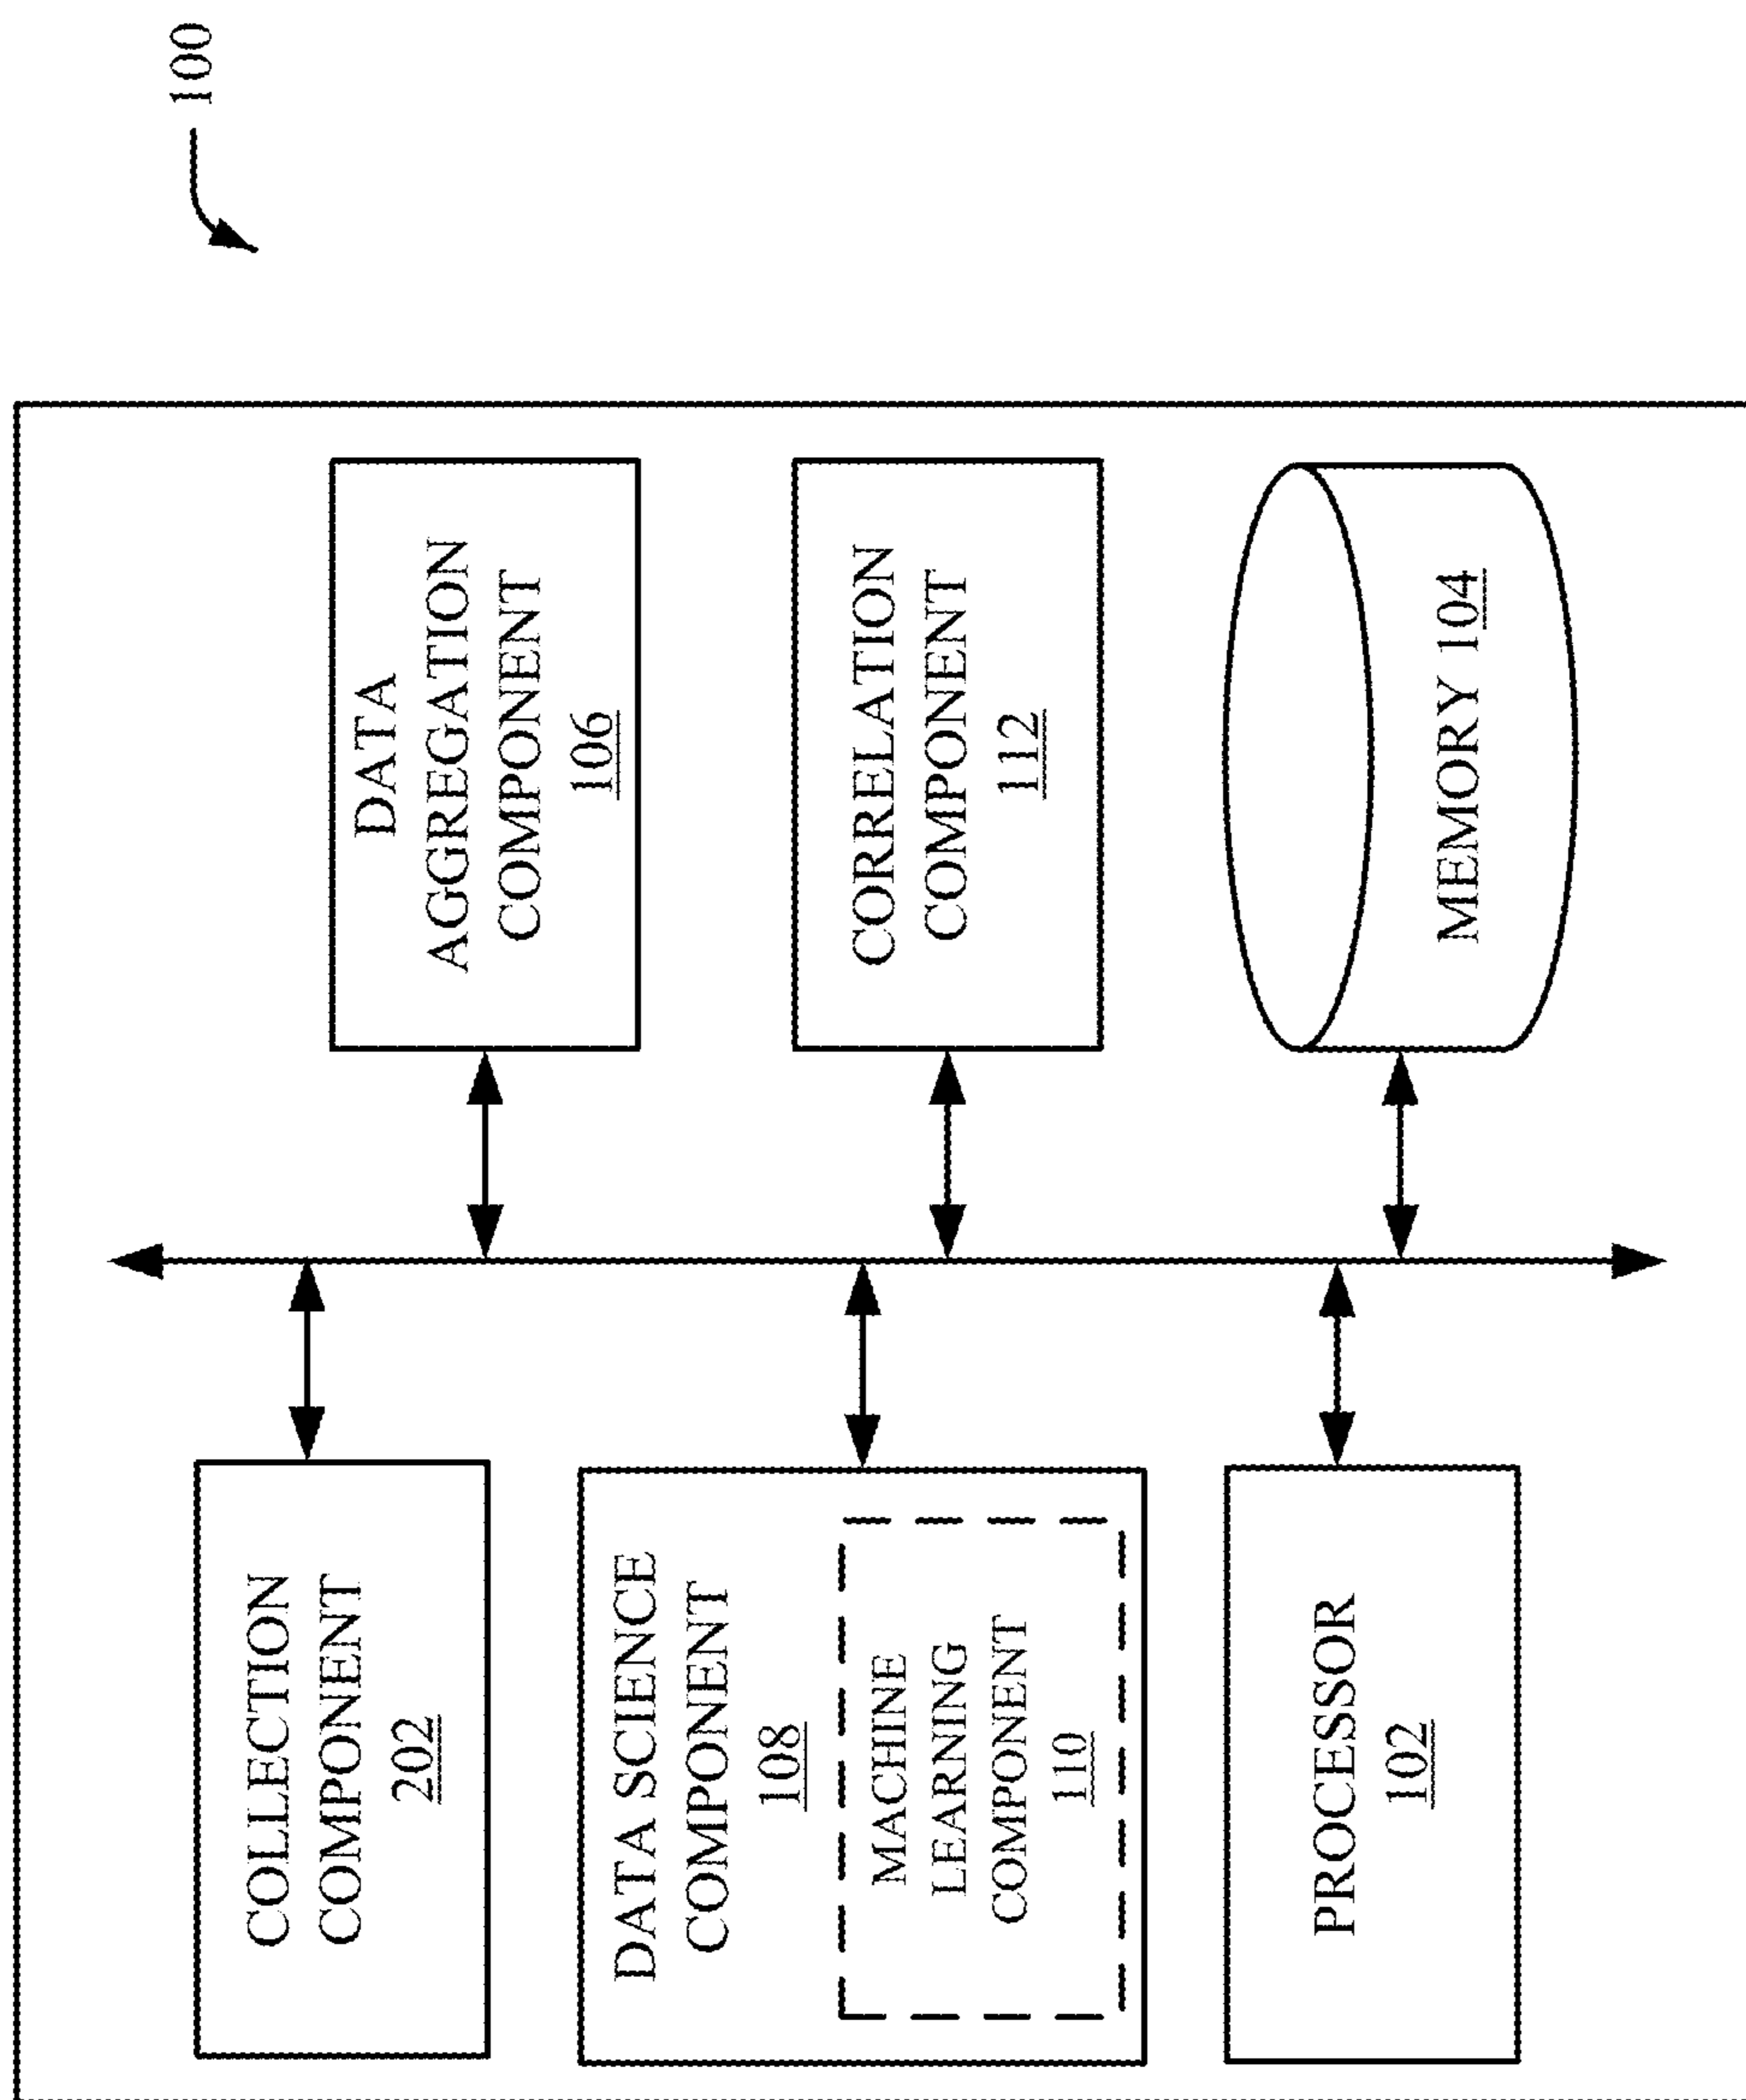 100
COLLECTION
COMPONENT
202
DATA SCIENCE
COMPONENT
108
MACHINE
LEARNING
COMPONENT
110
PROCESSOR
102
DATA
AGGREGATION
COMPONENT
106
CORRELATION
COMPONENT
112
MEMORY 104